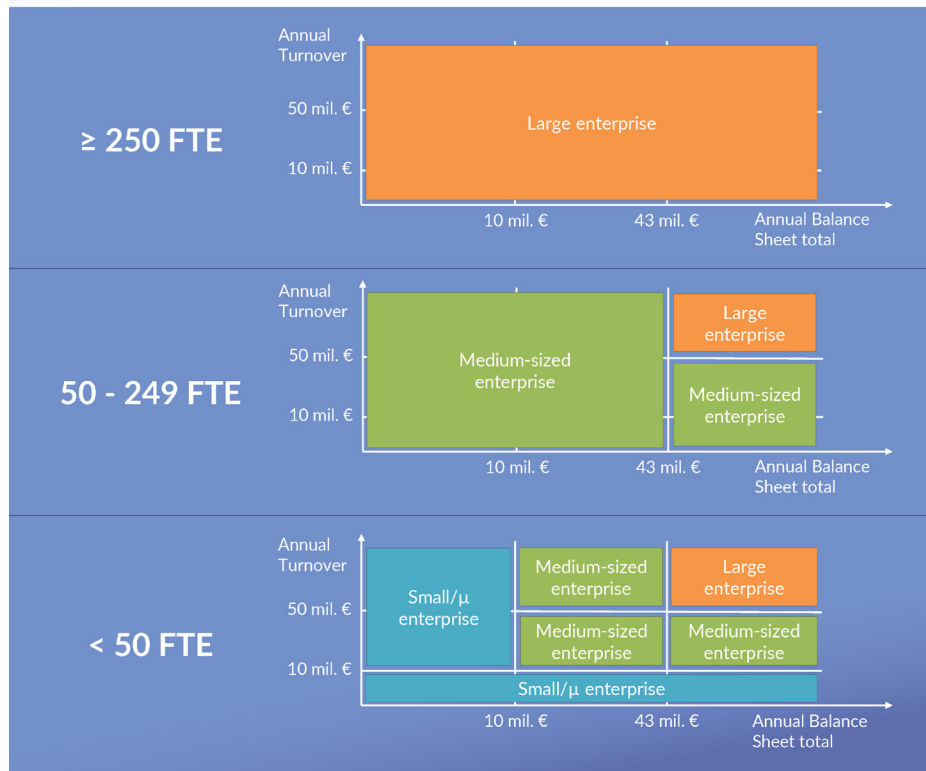 Annual
Turnover
50 mil. €
10 mil. €
≥ 250 FTE
Large enterprise
10 mil. €
43 mil. €
Annual Balance
Sheet total
Annual
Turnover
50 mil. €
10 mil. €
50 - 249 FTE
Medium-sized
enterprise
Large
enterprise
Medium-sized
enterprise
10 mil. €
43 mil. €
Annual Balance
Sheet total
Annual
Turnover
50 mil. €
10 mil. €
< 50 FTE
Small/μ
enterprise
Medium-sized
enterprise
Large
enterprise
Medium-sized
enterprise
Medium-sized
enterprise
Small/μ enterprise
10 mil. €
43 mil. €
Annual Balance
Sheet total